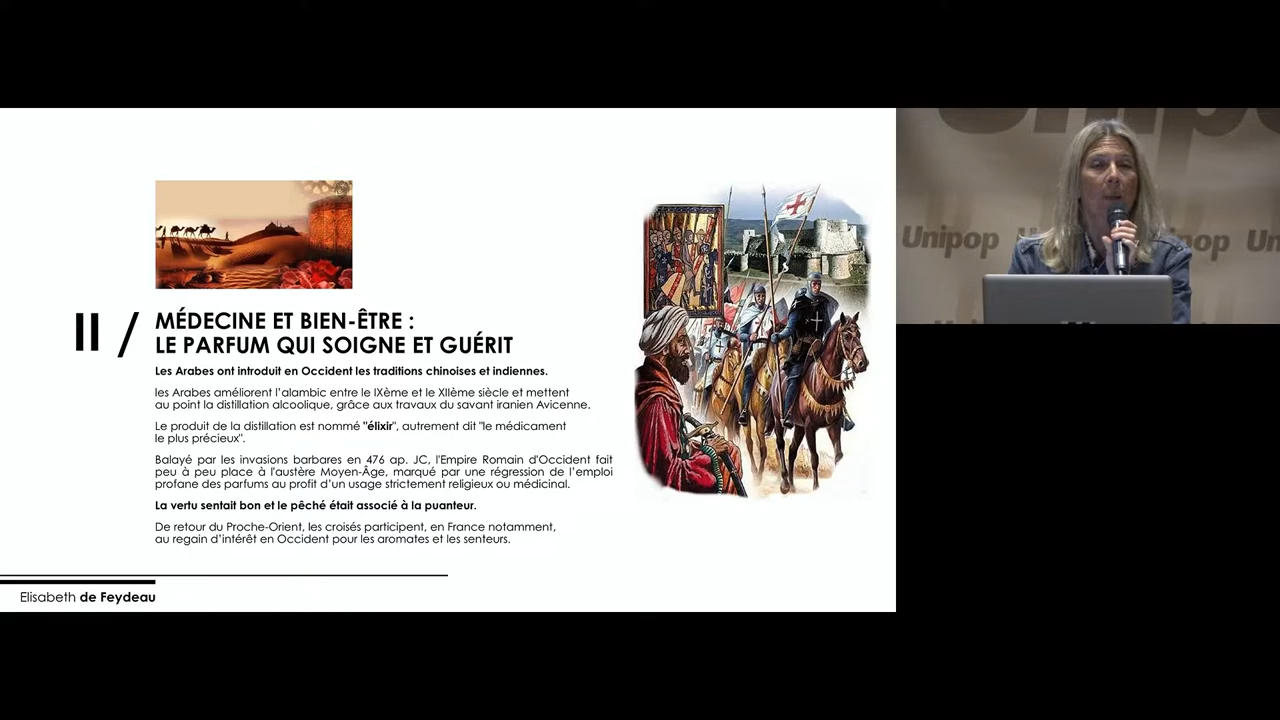 II /
MÉDECINE ET BIEN-ÊTRE :
LE PARFUM QUI SOIGNE ET GUÉRIT
Les Arabes ont introduit en Occident les traditions chinoises et indiennes.
les Arabes améliorent l'alambic entre le IXème et le XIIème siècle et mettent
au point la distillation alcoolique, grâce aux travaux du savant iranien Avicenne.
Le produit de la distillation est nommé "élixir", autrement dit "le médicament
le plus précieux".
Balayé par les invasions barbares en 476 ap. JC, l'Empire Romain d'Occident fait
peu à peu place à l'austère Moyen-Âge, marqué par une régression de l'emploi
profane des parfums au profit d'un usage strictement religieux ou médicinal.
La vertu sentait bon et le pêché était associé à la puanteur.
De retour du Proche-Orient, les croisés participent, en France notamment,
au regain d'intérêt en Occident pour les aromates et les senteurs.
Elisabeth de Feydeau
Unipop